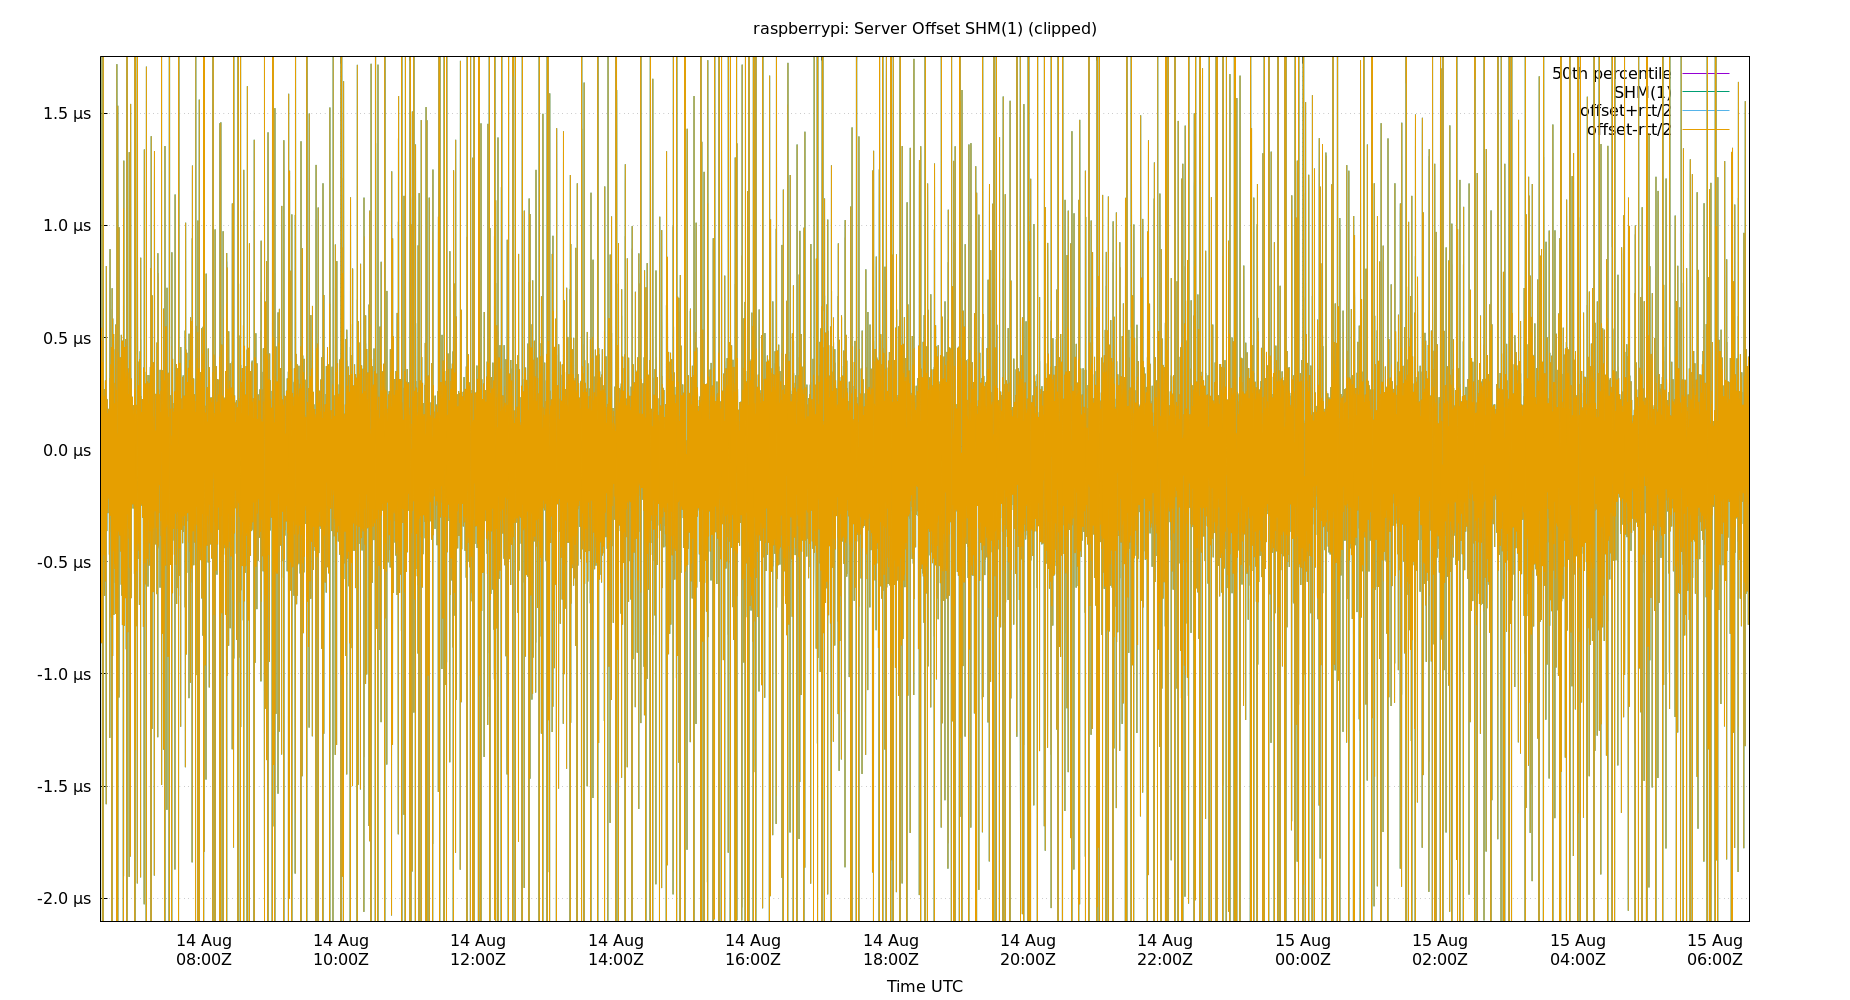 raspberrypi: Server Offset SHM(1) (clipped)
50th percentile
SHM(1)
offset+rtt/2
offset-rtt/2
1.5 µs
1.0 µs
0.5 µs
0.0 µs
-0.5 µs
-1.0 µs
-1.5 µs
-2.0 µs
14 Aug 14 Aug 14 Aug 14 Aug 14 Aug 14 Aug 14 Aug 14 Aug 15 Aug 15 Aug 15 Aug 15 Aug
08:00Z 10:00Z 12:00Z 14:00Z 16:00Z 18:00Z 20:00Z 22:00Z 00:00Z 02:00Z 04:00Z 06:00Z
Time UTC